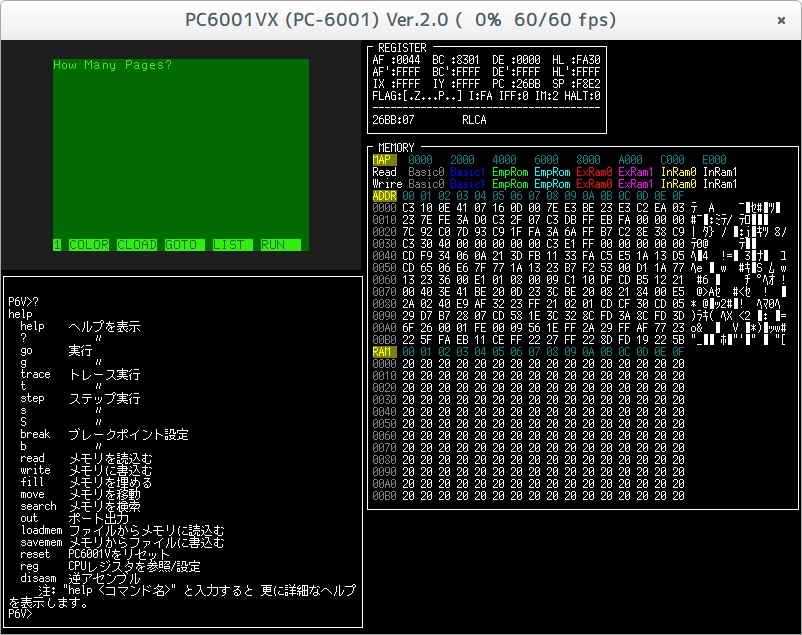 PC6001VX (PC-6001) Ver.2.0 (  0%  60/60 fps)
×
How Many Pages?
1 COLOR CLOAD GOTO LIST RUN
REGISTER
AF :0044 BC :8301 DE :0000 HL :FA30
AF':FFFF BC':FFFF DE':FFFF HL':FFFF
IX :FFFF IY :FFFF PC :26BB SP :F8E2
FLAG:[.Z...P..] I:FA IFF:0 IM:2 HALT:0
26BB:07 RLCA
MEMORY
MAP 0000 2000 4000 6000 8000 A000 C000 E000
Read Basic0 Basic1 EmpRom EmpRom ExRam0 ExRam1 InRam0 InRam1
Wrire Basic0 Basic1 EmpRom EmpRom ExRam0 ExRam1 InRam0 InRam1
ADDR 00 01 02 03 04 05 06 07 08 09 0A 0B 0C 0D 0E 0F
0000 C3 10 0E 41 07 16 0D 00 7E E3 BE 23 E3 C2 EA 03
0010 23 7E FE 3A D0 C3 2F 07 C3 DB FF EB FA 00 00 00
0020 7C 92 C0 7D 93 C9 1F FA 3A 6A FF B7 C2 8E 38 C9
0030 C3 30 40 00 00 00 00 00 C3 E1 FF 00 00 00 00 00
0040 CD F9 34 06 0A 21 3D FB 11 33 FA C5 E5 1A 13 D5
0050 CD 65 06 E6 7F 77 1A 13 23 B7 F2 53 00 D1 1A 77
0060 13 23 36 00 E1 01 08 00 09 C1 10 DF CD B5 12 21
0070 00 40 3E 41 BE 20 0D 23 3C BE 20 08 21 84 00 E5
0080 2A 02 40 E9 AF 32 23 FF 21 02 01 CD CF 30 CD 05
0090 29 D7 B7 28 07 CD 58 1E 3C 32 8C FD 3A 8C FD 3D
00A0 6F 26 00 01 FE 00 09 56 1E FF 2A 29 FF AF 77 23
00B0 22 5F FA EB 11 CE FF 22 27 FF 22 8D FD 19 22 5B
RAM 00 01 02 03 04 05 06 07 08 09 0A 0B 0C 0D 0E 0F
0000 20 20 20 20 20 20 20 20 20 20 20 20 20 20 20 20
0010 20 20 20 20 20 20 20 20 20 20 20 20 20 20 20 20
0020 20 20 20 20 20 20 20 20 20 20 20 20 20 20 20 20
0030 20 20 20 20 20 20 20 20 20 20 20 20 20 20 20 20
0040 20 20 20 20 20 20 20 20 20 20 20 20 20 20 20 20
0050 20 20 20 20 20 20 20 20 20 20 20 20 20 20 20 20
0060 20 20 20 20 20 20 20 20 20 20 20 20 20 20 20 20
0070 20 20 20 20 20 20 20 20 20 20 20 20 20 20 20 20
0080 20 20 20 20 20 20 20 20 20 20 20 20 20 20 20 20
0090 20 20 20 20 20 20 20 20 20 20 20 20 20 20 20 20
00A0 20 20 20 20 20 20 20 20 20 20 20 20 20 20 20 20
00B0 20 20 20 20 20 20 20 20 20 20 20 20 20 20 20 20
P6V>?
help
help ヘルプを表示
? 〃
go 実行
g 〃
trace トレース実行
t 〃
step ステップ実行
s 〃
S 〃
break ブレークポイント設定
b 〃
read メモリを読込む
write メモリに書込む
fill メモリを埋める
move メモリを移動
search メモリを検索
out ポート出力
loadmem ファイルからメモリに読込む
savemem メモリからファイルに書込む
reset PC6001Vをリセット
reg CPUレジスタを参照/設定
disasm 逆アセンブル
注: "help <コマンド名>" と入力すると 更に詳細なヘルプ
を表示します。
P6V>